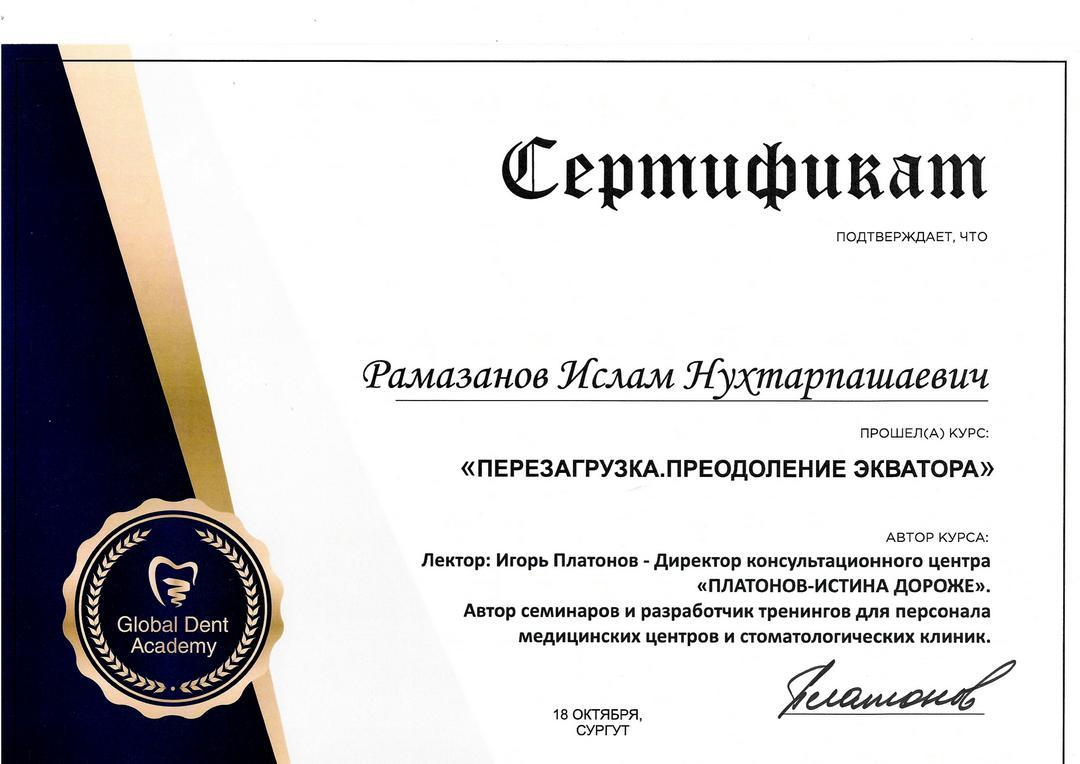 Сертификат
ПОДТВЕРЖДАЕТ, ЧТО
Рамазанов Ислам Нухтарпашаевич
ПРОШЕЛ(А) КУРС:
«ПЕРЕЗАГРУЗКА.ПРЕОДОЛЕНИЕ ЭКВАТОРА»
АВТОР КУРСА:
Лектор: Игорь Платонов - Директор консультационного центра
«ПЛАТОНОВ-ИСТИНА ДОРОЖЕ».
Автор семинаров и разработчик тренингов для персонала
медицинских центров и стоматологических клиник.
Global Dent
Academy
Платонов
18 ОКТЯБРЯ,
СУРГУТ